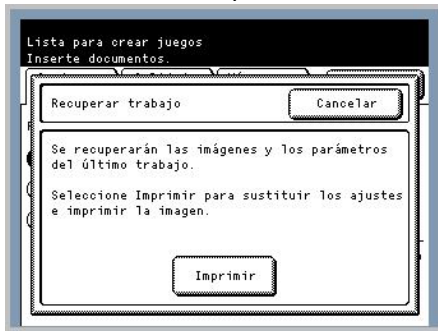 Lista para crear juegos
Inserte documentos.
Recuperar trabajo
Cancelar
Se recuperarán las imágenes y los parámetros
del último trabajo.
Seleccione Imprimir para sustituir los ajustes
e imprimir la imagen.
Imprimir